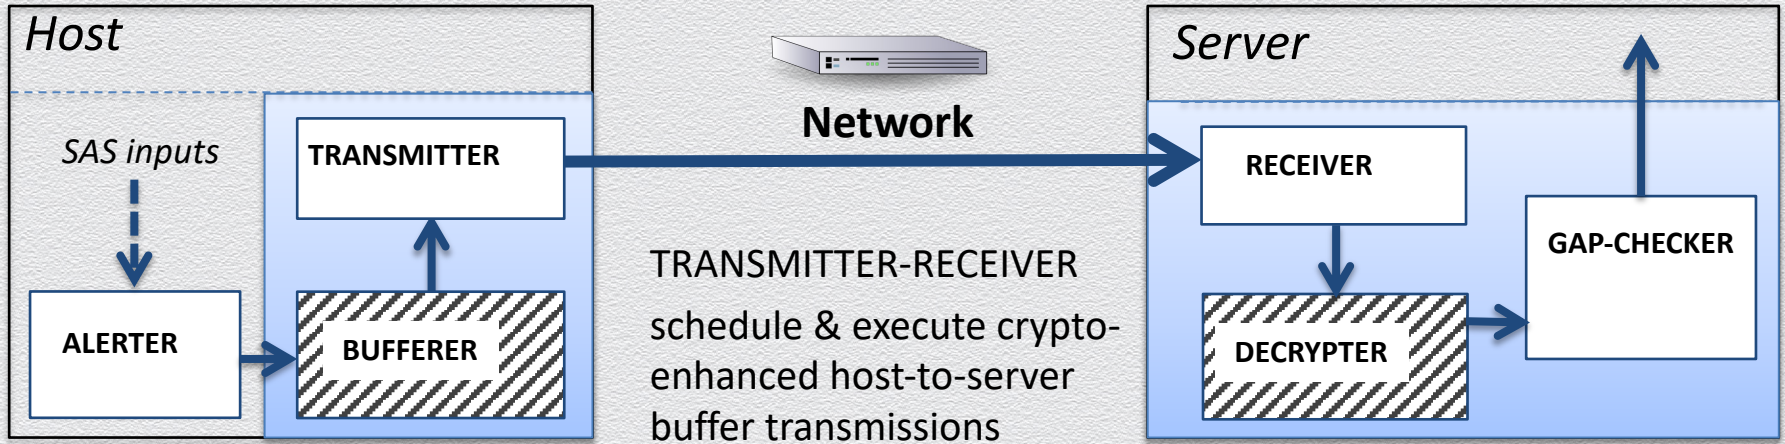 Host
SAS inputs
TRANSMITTER
ALERTER
BUFFERER
Network
TRANSMITTER-RECEIVER
schedule & execute crypto-
enhanced host-to-server
buffer transmissions
Server
RECEIVER
DECRYPTER
GAP-CHECKER